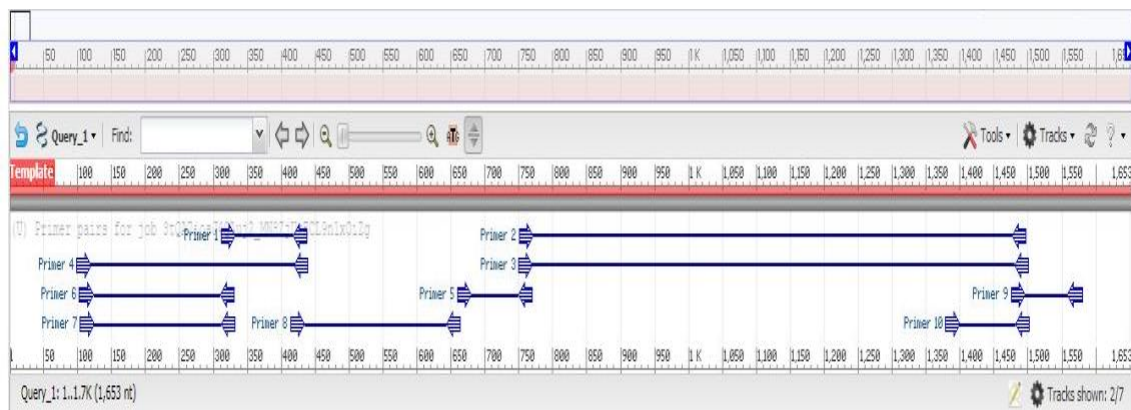 50 100 150 200 250 300 350 400 450 500 550 600 650 700 750 800 850 900 950 1 K 1,050 1,100 1,150 1,200 1,250 1,300 1,350 1,400 1,450 1,500 1,550
Query_1 Find: Tools Tracks ?
Template 100 150 200 250 300 350 400 450 500 550 600 650 700 750 800 850 900 950 1 K 1,050 1,100 1,150 1,200 1,250 1,300 1,350 1,400 1,450 1,500 1,550 1,653
(U) Primer pairs for job
Primer 1 Primer 2
Primer 4 Primer 3
Primer 6 Primer 5 Primer 9
Primer 7 Primer 8 Primer 10
1 50 100 150 200 250 300 350 400 450 500 550 600 650 700 750 800 850 900 950 1 K 1,050 1,100 1,150 1,200 1,250 1,300 1,350 1,400 1,450 1,500 1,550 1,653
Query_1: 1..1.7K (1,653 nt) Tracks shown: 2/7